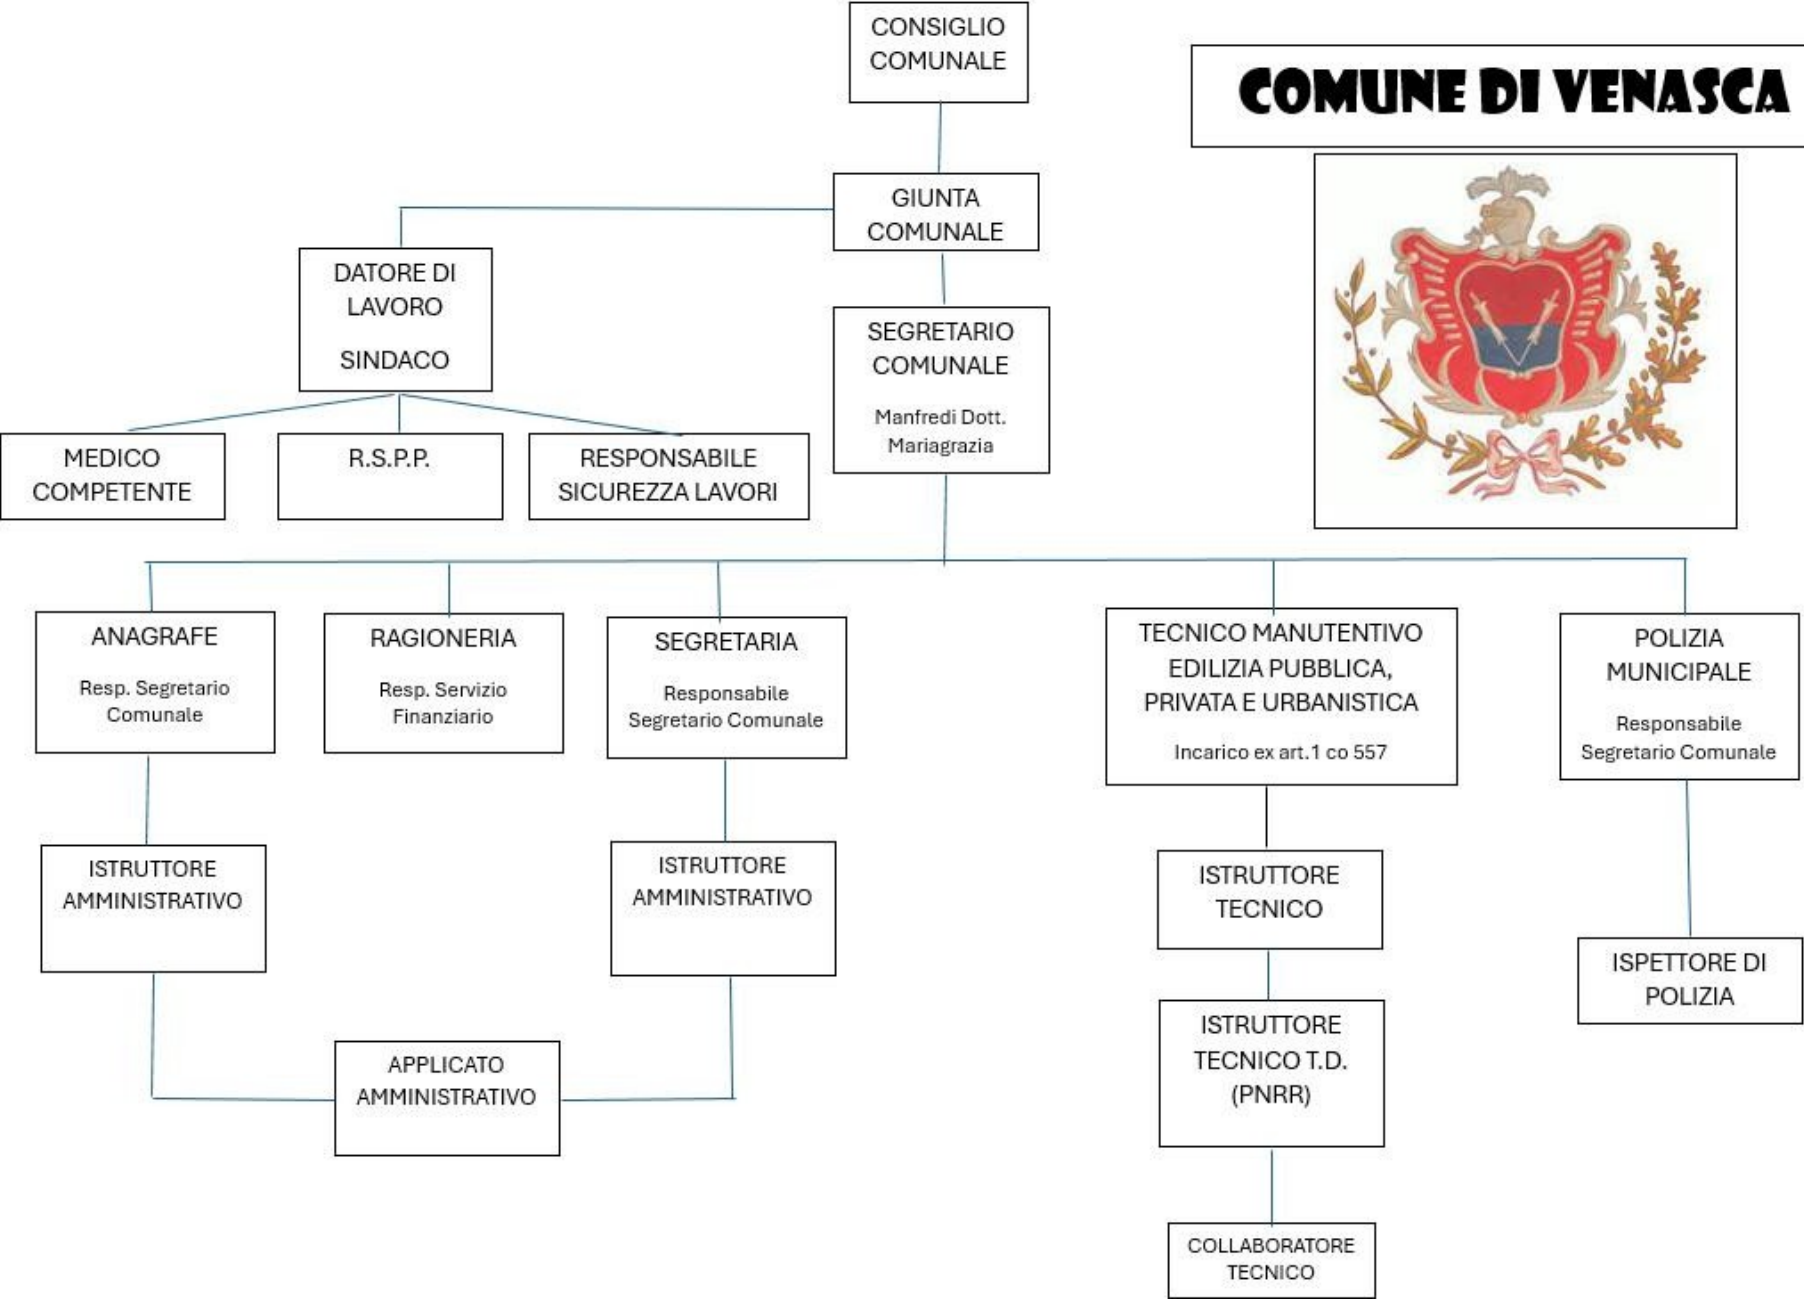 CONSIGLIO
COMUNALE
COMUNE DI VENASCA
GIUNTA
COMUNALE
DATORE DI
LAVORO
SINDACO
SEGRETARIO
COMUNALE
Manfredi Dott.
Mariagrazia
MEDICO
COMPETENTE
R.S.P.P.
RESPONSABILE
SICUREZZA LAVORI
ANAGRAFE
Resp. Segretario
Comunale
RAGIONERIA
Resp. Servizio
Finanziario
SEGRETARIA
Responsabile
Segretario Comunale
TECNICO MANUTENTIVO
EDILIZIA PUBBLICA,
PRIVATA E URBANISTICA
Incarico ex art.1 co 557
POLIZIA
MUNICIPALE
Responsabile
Segretario Comunale
ISTRUTTORE
AMMINISTRATIVO
ISTRUTTORE
AMMINISTRATIVO
ISTRUTTORE
TECNICO
ISPETTORE DI
POLIZIA
APPLICATO
AMMINISTRATIVO
ISTRUTTORE
TECNICO T.D.
(PNRR)
COLLABORATORE
TECNICO